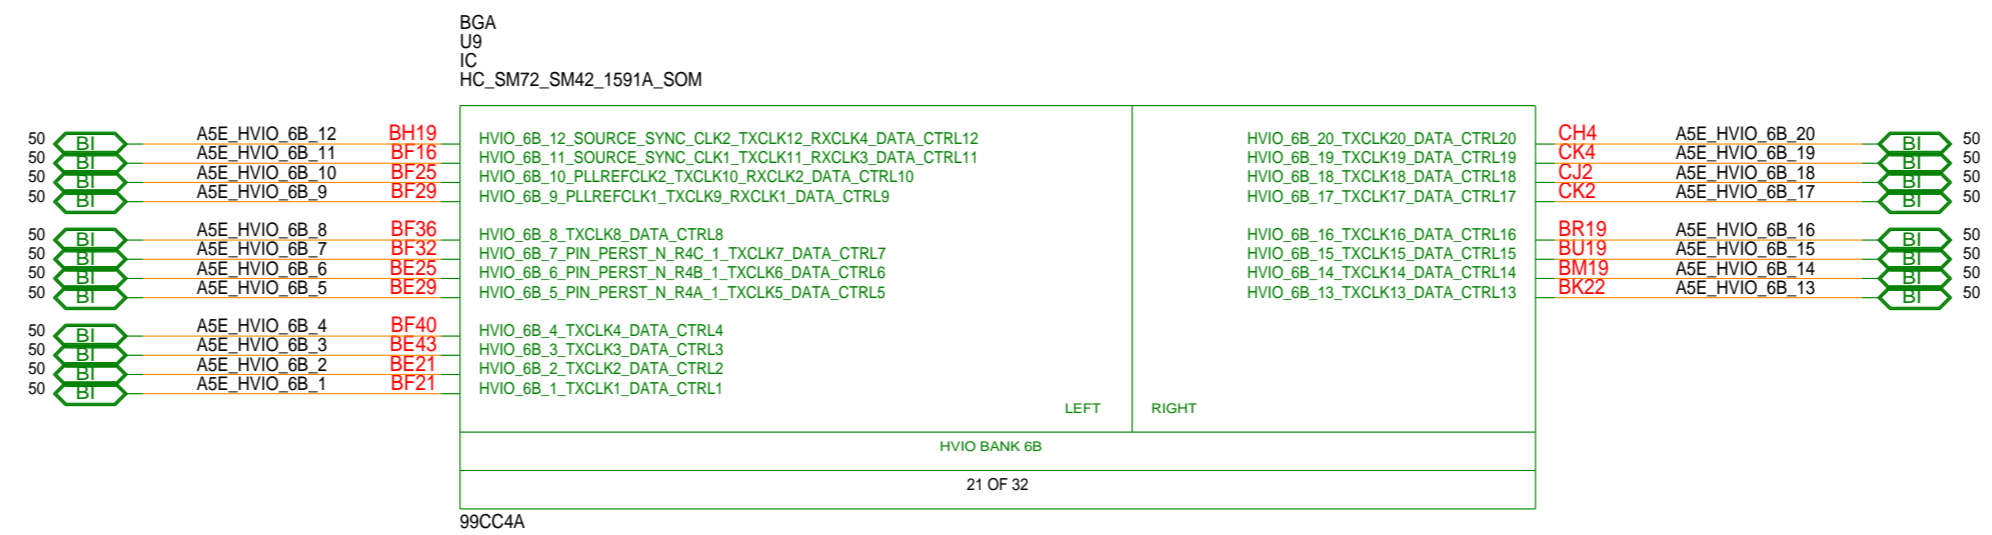 BGA
U9
IC
HC_SM72_SM42_1591A_SOM
50 BI A5E_HVIO_6B_12 BH19 HVIO_6B_12_SOURCE_SYNC_CLK2_TXCLK12_RXCLK4_DATA_CTRL12 HVIO_6B_20_TXCLK20_DATA_CTRL20 CH4 A5E_HVIO_6B_20 BI 50
50 BI A5E_HVIO_6B_11 BF16 HVIO_6B_11_SOURCE_SYNC_CLK1_TXCLK11_RXCLK3_DATA_CTRL11 HVIO_6B_19_TXCLK19_DATA_CTRL19 CK4 A5E_HVIO_6B_19 BI 50
50 BI A5E_HVIO_6B_10 BF25 HVIO_6B_10_PLLREFCLK2_TXCLK10_RXCLK2_DATA_CTRL10 HVIO_6B_18_TXCLK18_DATA_CTRL18 CJ2 A5E_HVIO_6B_18 BI 50
50 BI A5E_HVIO_6B_9 BF29 HVIO_6B_9_PLLREFCLK1_TXCLK9_RXCLK1_DATA_CTRL9 HVIO_6B_17_TXCLK17_DATA_CTRL17 CK2 A5E_HVIO_6B_17 BI 50
50 BI A5E_HVIO_6B_8 BF36 HVIO_6B_8_TXCLK8_DATA_CTRL8 HVIO_6B_16_TXCLK16_DATA_CTRL16 BR19 A5E_HVIO_6B_16 BI 50
50 BI A5E_HVIO_6B_7 BF32 HVIO_6B_7_PIN_PERST_N_R4C_1_TXCLK7_DATA_CTRL7 HVIO_6B_15_TXCLK15_DATA_CTRL15 BU19 A5E_HVIO_6B_15 BI 50
50 BI A5E_HVIO_6B_6 BE25 HVIO_6B_6_PIN_PERST_N_R4B_1_TXCLK6_DATA_CTRL6 HVIO_6B_14_TXCLK14_DATA_CTRL14 BM19 A5E_HVIO_6B_14 BI 50
50 BI A5E_HVIO_6B_5 BE29 HVIO_6B_5_PIN_PERST_N_R4A_1_TXCLK5_DATA_CTRL5 HVIO_6B_13_TXCLK13_DATA_CTRL13 BK22 A5E_HVIO_6B_13 BI 50
50 BI A5E_HVIO_6B_4 BF40 HVIO_6B_4_TXCLK4_DATA_CTRL4
50 BI A5E_HVIO_6B_3 BE43 HVIO_6B_3_TXCLK3_DATA_CTRL3
50 BI A5E_HVIO_6B_2 BE21 HVIO_6B_2_TXCLK2_DATA_CTRL2
50 BI A5E_HVIO_6B_1 BF21 HVIO_6B_1_TXCLK1_DATA_CTRL1
LEFT RIGHT
HVIO BANK 6B
21 OF 32
99CC4A